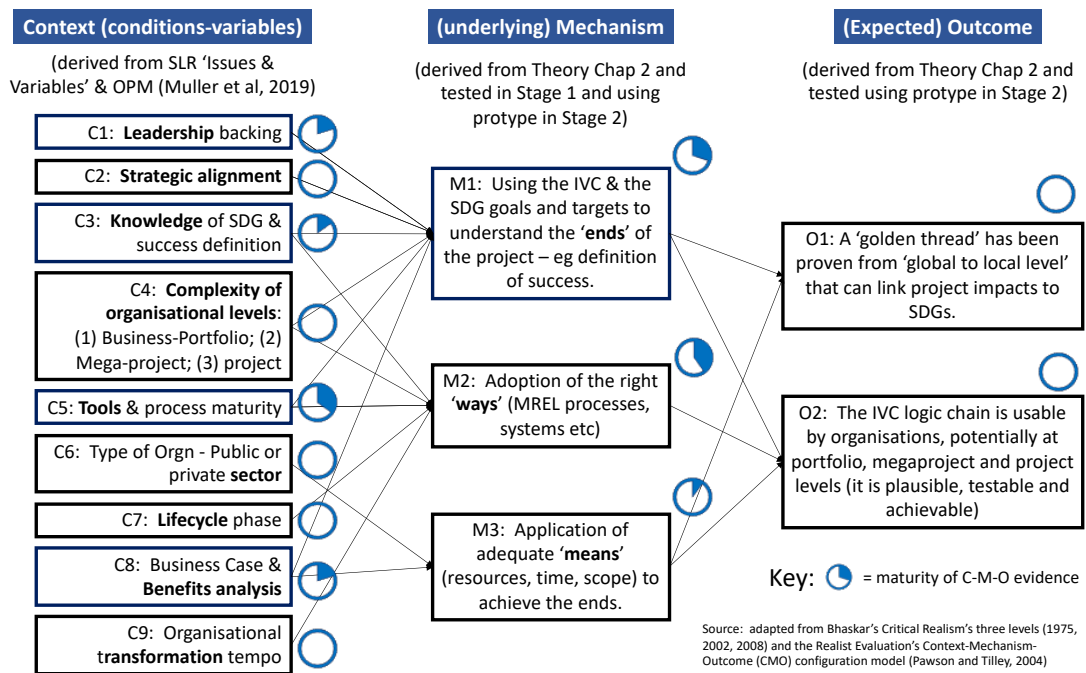 Context (conditions-variables)
(derived from SLR ‘Issues &
Variables’ & OPM (Muller et al, 2019)
C1: Leadership backing
C2: Strategic alignment
C3: Knowledge of SDG &
success definition
C4: Complexity of
organisational levels:
(1) Business-Portfolio; (2)
Mega-project; (3) project
C5: Tools & process maturity
C6: Type of Orgn - Public or
private sector
C7: Lifecycle phase
C8: Business Case &
Benefits analysis
C9: Organisational
transformation tempo
(underlying) Mechanism
(derived from Theory Chap 2 and
tested in Stage 1 and using
protype in Stage 2)
M1: Using the IVC & the
SDG goals and targets to
understand the ‘ends’ of
the project – eg definition
of success.
M2: Adoption of the right
‘ways’ (MREL processes,
systems etc)
M3: Application of
adequate ‘means’
(resources, time, scope) to
achieve the ends.
(Expected) Outcome
(derived from Theory Chap 2 and
tested using protype in Stage 2)
O1: A ‘golden thread’ has been
proven from ‘global to local level’
that can link project impacts to
SDGs.
O2: The IVC logic chain is usable
by organisations, potentially at
portfolio, megaproject and project
levels (it is plausible, testable and
achievable)
Key: = maturity of C-M-O evidence
Source: adapted from Bhaskar’s Critical Realism’s three levels (1975,
2002, 2008) and the Realist Evaluation’s Context-Mechanism-
Outcome (CMO) configuration model (Pawson and Tilley, 2004)